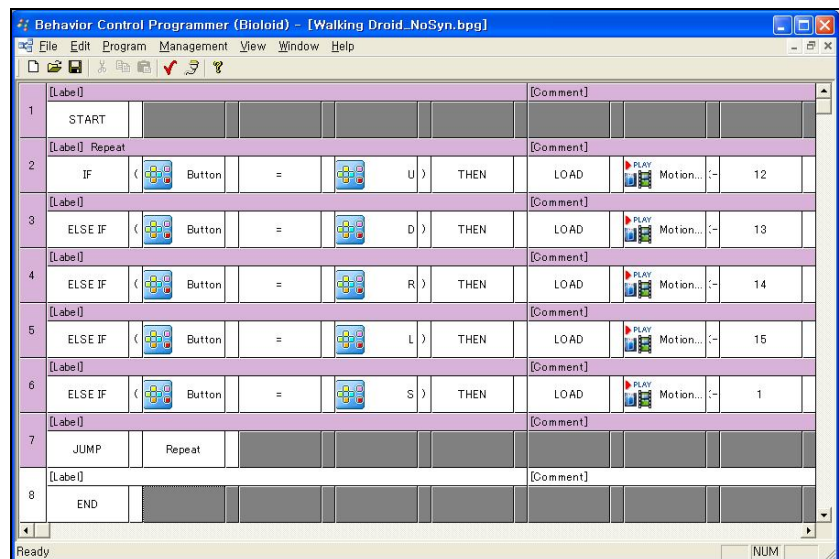 Behavior Control Programmer (Bioloid) - [Walking Droid_NoSyn.bpg]
File Edit Program Management View Window Help
[Label] [Comment]
1 START
[Label] Repeat [Comment]
2 IF ( Button = U ) THEN LOAD PLAY Motion... <- 12
[Label] [Comment]
3 ELSE IF ( Button = D ) THEN LOAD PLAY Motion... <- 13
[Label] [Comment]
4 ELSE IF ( Button = R ) THEN LOAD PLAY Motion... <- 14
[Label] [Comment]
5 ELSE IF ( Button = L ) THEN LOAD PLAY Motion... <- 15
[Label] [Comment]
6 ELSE IF ( Button = S ) THEN LOAD PLAY Motion... <- 1
[Label] [Comment]
7 JUMP Repeat
[Label] [Comment]
8 END
Ready NUM